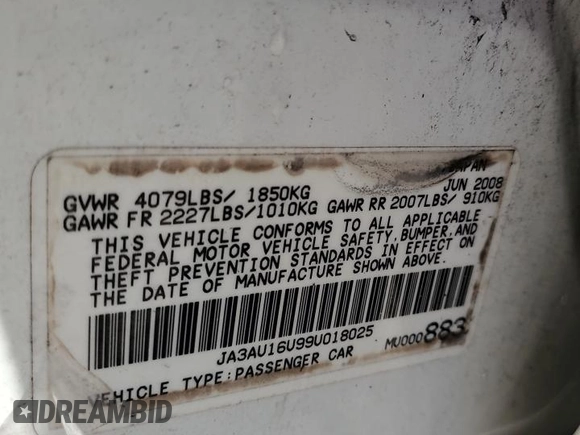 JAPAN
JUN 2008
GVWR 4079LBS/ 1850KG
GAWR FR 2227LBS/1010KG GAWR RR 2007LBS/ 910KG
THIS VEHICLE CONFORMS TO ALL APPLICABLE
FEDERAL MOTOR VEHICLE SAFETY,BUMPER,AND
THEFT PREVENTION STANDARDS IN EFFECT ON
THE DATE OF MANUFACTURE SHOWN ABOVE.
JA3AU16U99U018025
MU000883
VEHICLE TYPE:PASSENGER CAR
DREAMBID